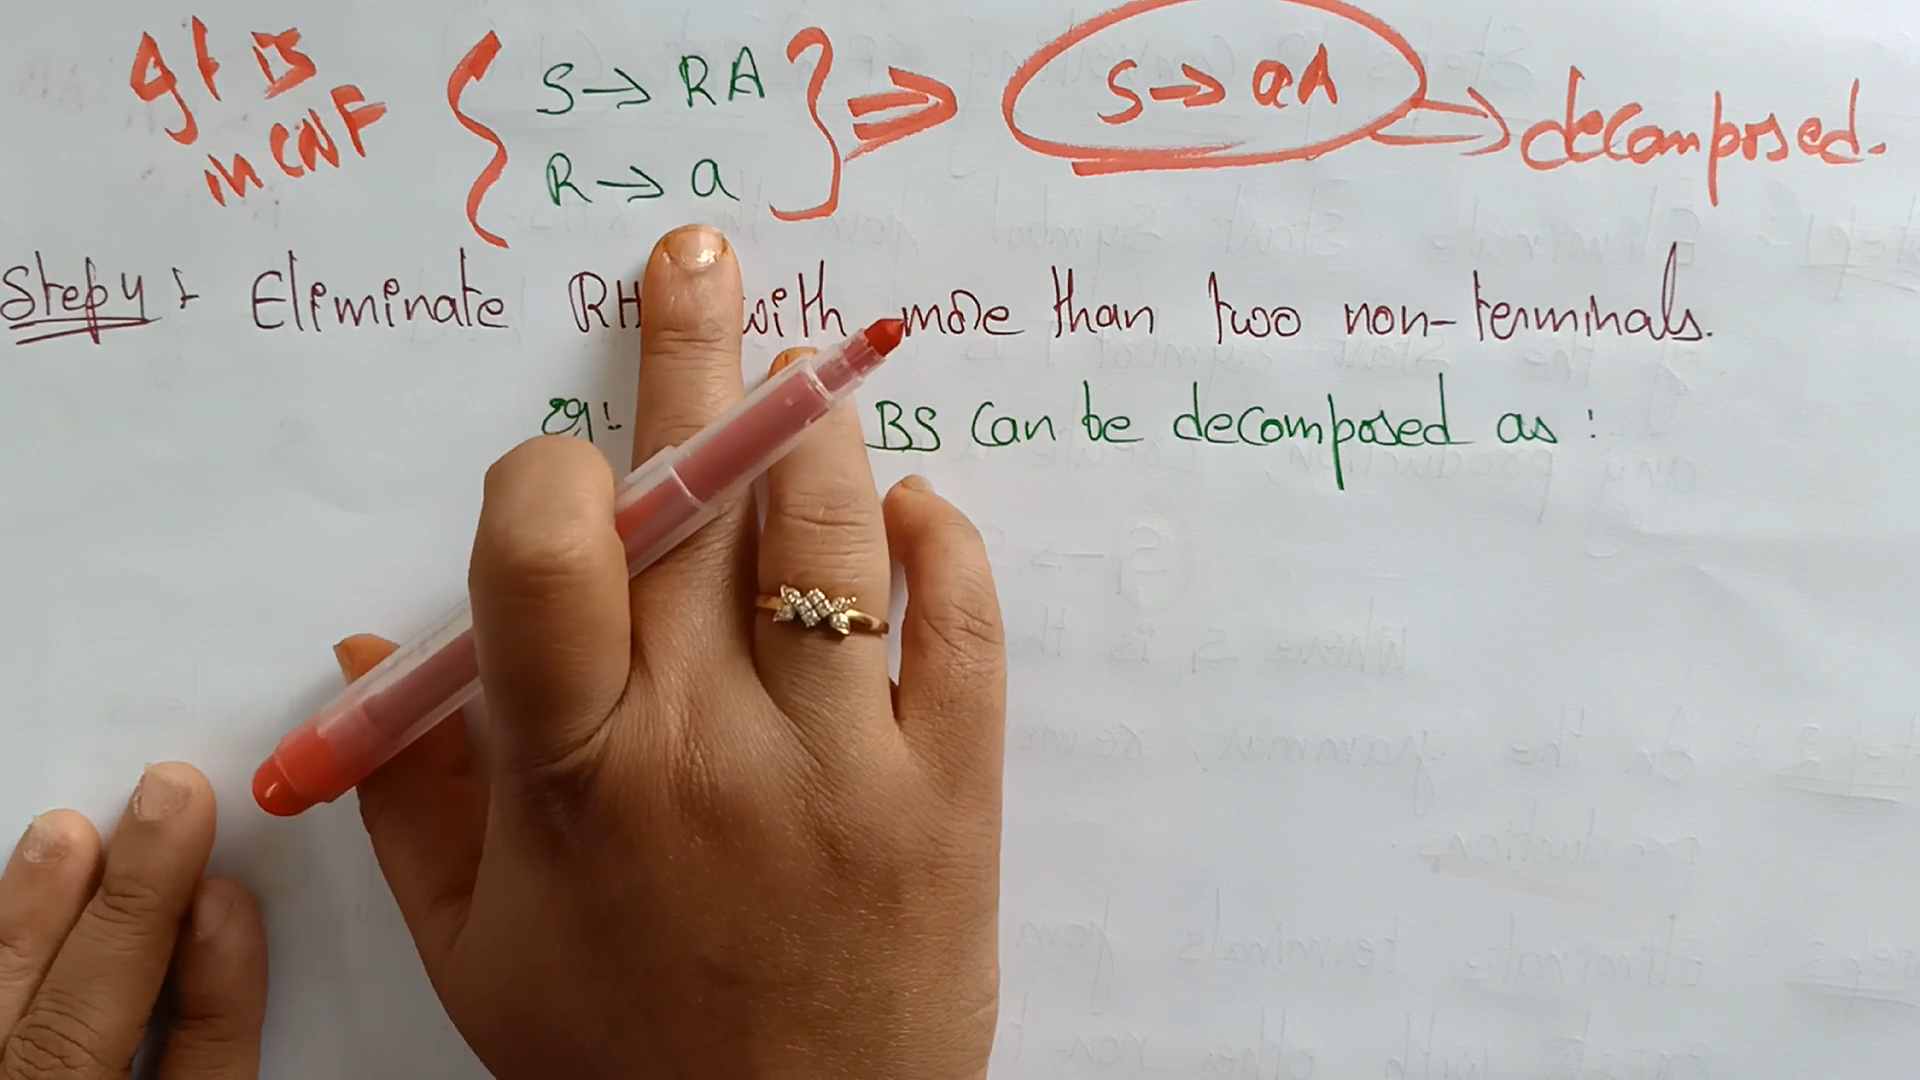 It is
in CNF
S → RA
R → a
⇒ S → aA → decomposed.
Step 4 : Eliminate RH with more than two non-terminals.
eg: BS can be decomposed as :